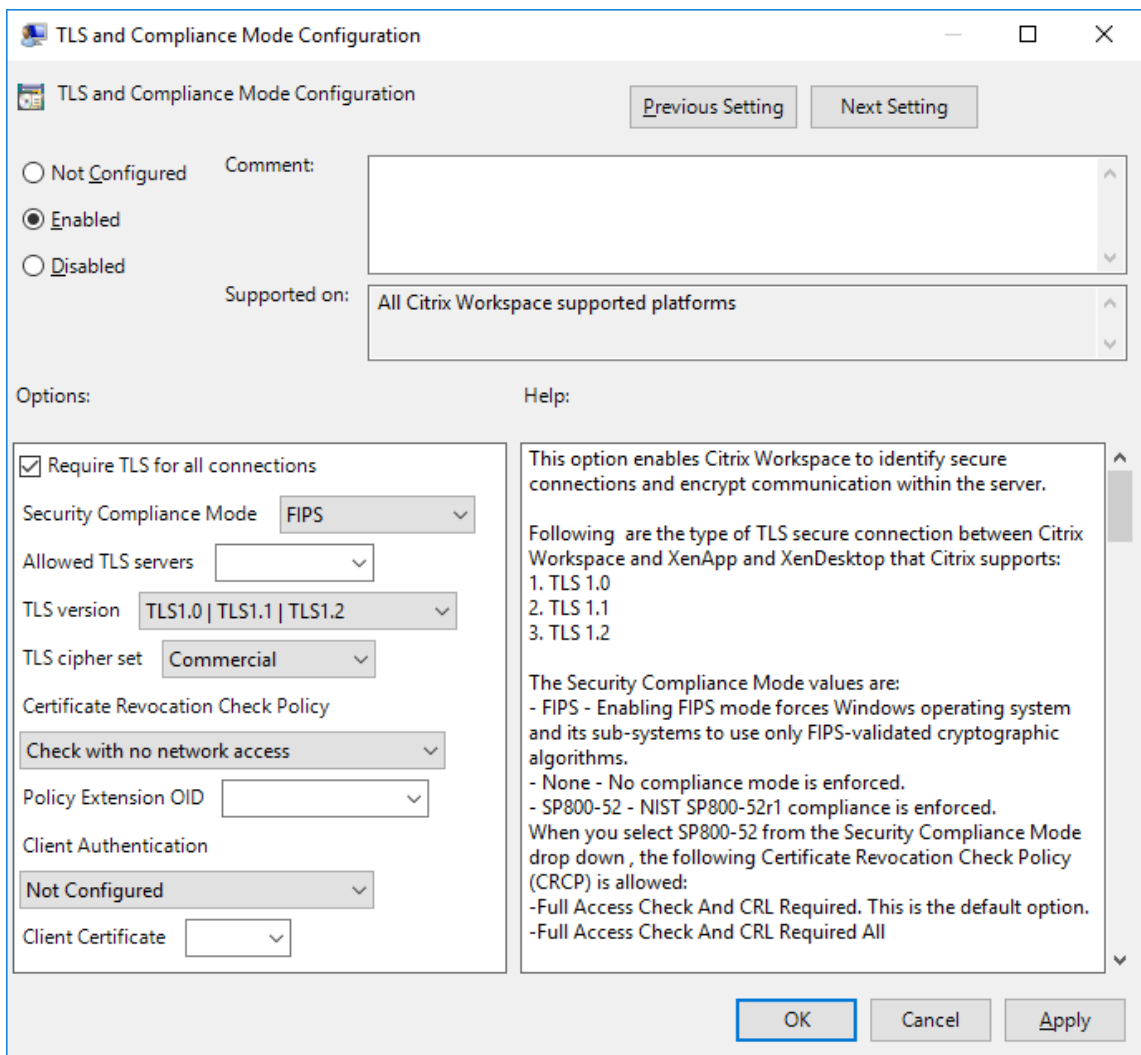 TLS and Compliance Mode Configuration
TLS and Compliance Mode Configuration
Previous Setting
Next Setting
Not Configured
Comment:
Enabled
Disabled
Supported on:
All Citrix Workspace supported platforms
Options:
Help:
Require TLS for all connections
Security Compliance Mode
FIPS
Allowed TLS servers
TLS version
TLS1.0 | TLS1.1 | TLS1.2
TLS cipher set
Commercial
Certificate Revocation Check Policy
Check with no network access
Policy Extension OID
Client Authentication
Not Configured
Client Certificate
This option enables Citrix Workspace to identify secure
connections and encrypt communication within the server.
Following  are the type of TLS secure connection between Citrix
Workspace and XenApp and XenDesktop that Citrix supports:
1. TLS 1.0
2. TLS 1.1
3. TLS 1.2
The Security Compliance Mode values are:
- FIPS - Enabling FIPS mode forces Windows operating system
and its sub-systems to use only FIPS-validated cryptographic
algorithms.
- None - No compliance mode is enforced.
- SP800-52 - NIST SP800-52r1 compliance is enforced.
When you select SP800-52 from the Security Compliance Mode
drop down , the following Certificate Revocation Check Policy
(CRCP) is allowed:
-Full Access Check And CRL Required. This is the default option.
-Full Access Check And CRL Required All
OK
Cancel
Apply